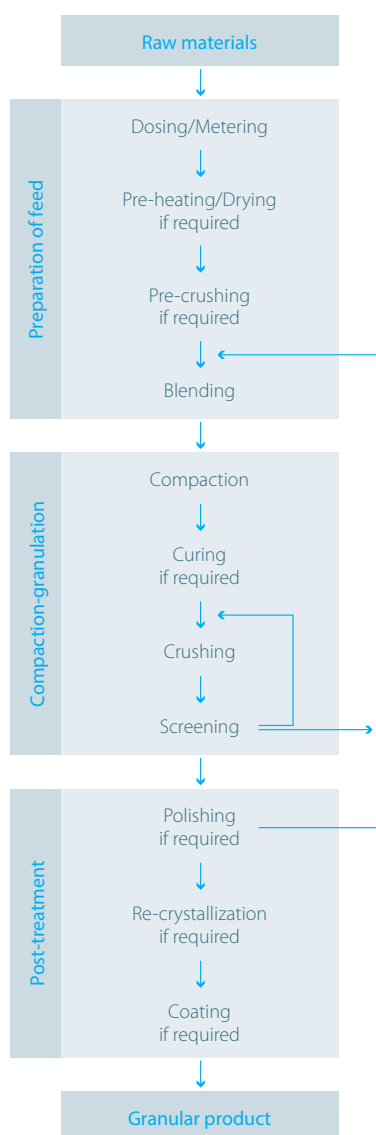 Raw materials
Preparation of feed
Dosing/Metering
Pre-heating/Drying
if required
Pre-crushing
if required
Blending
Compaction-granulation
Compaction
Curing
if required
Crushing
Screening
Post-treatment
Polishing
if required
Re-crystallization
if required
Coating
if required
Granular product